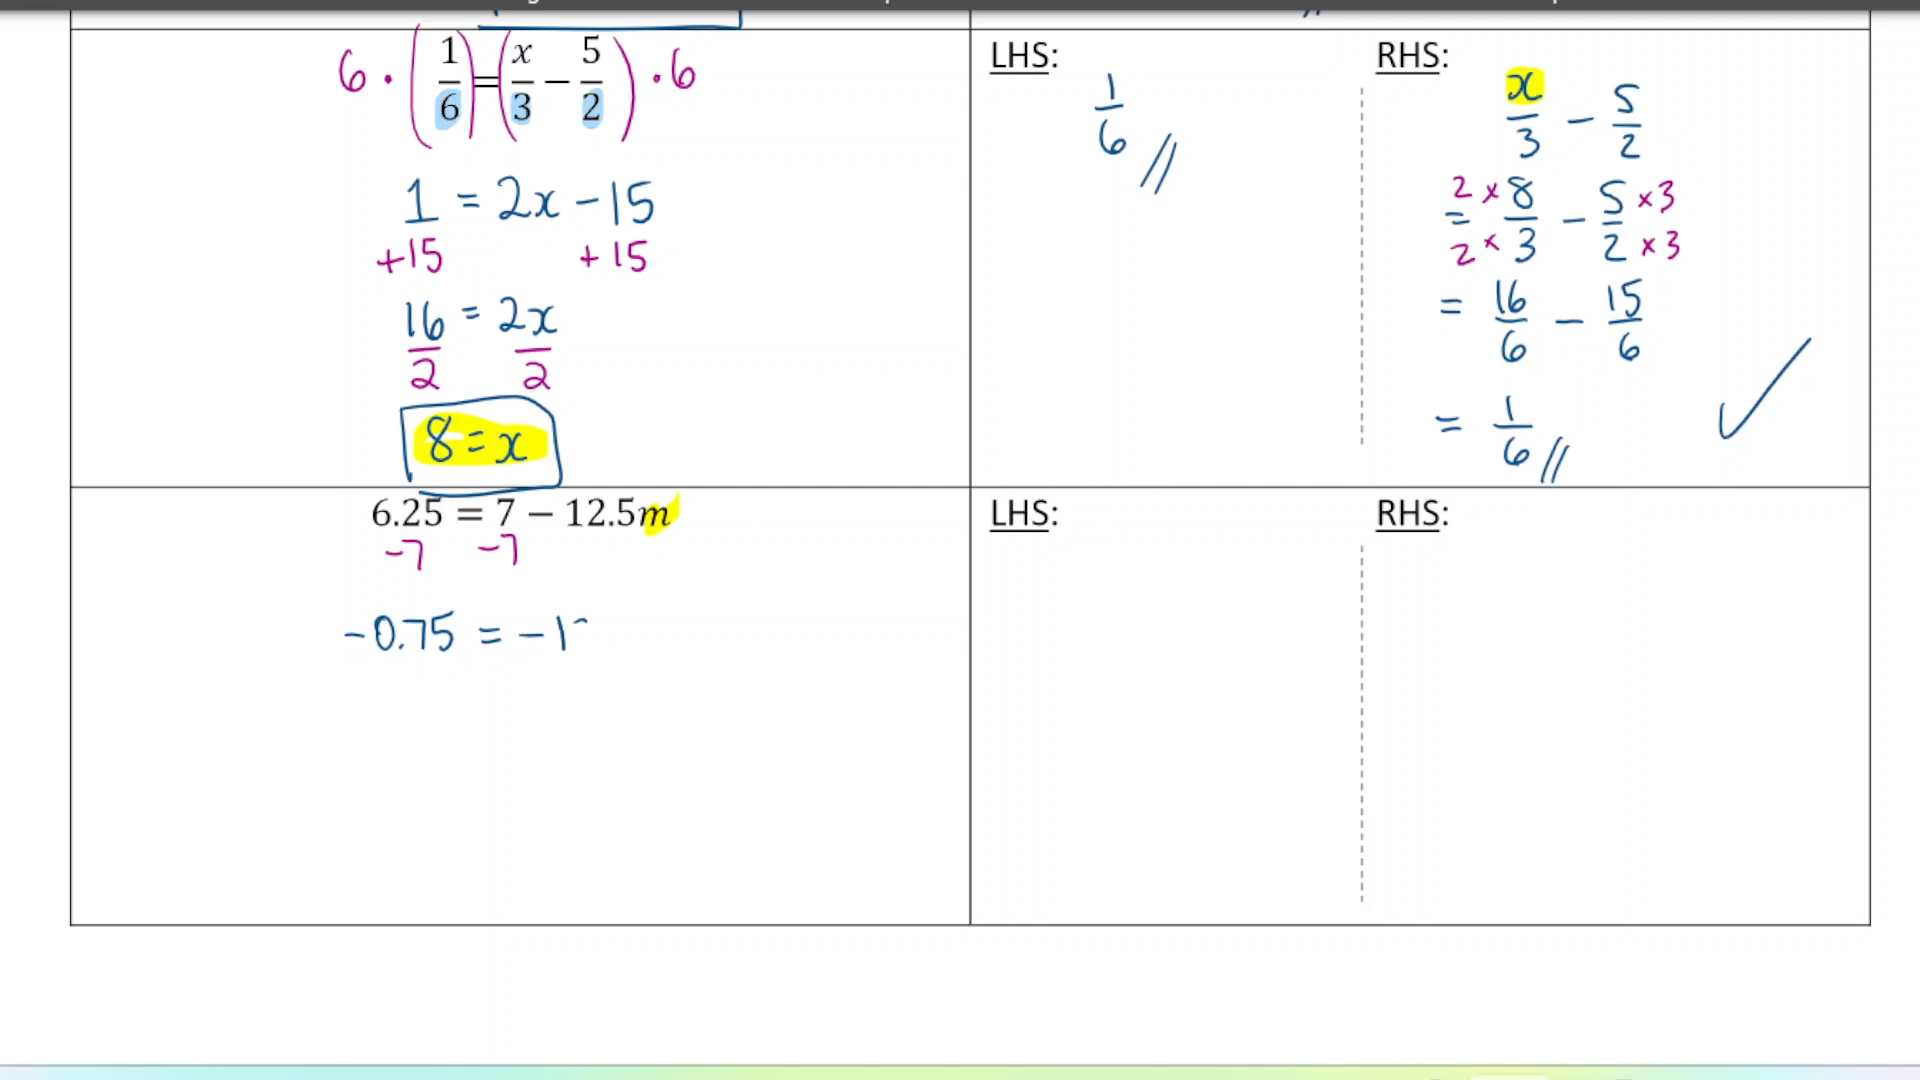 6 · (1/6) = (x/3 − 5/2) · 6
1 = 2x − 15
+15 +15
16/2 = 2x/2
8 = x
LHS:
1/6 //
RHS:
x/3 − 5/2
= 2 × 8 / 2 × 3 − 5 × 3 / 2 × 3
= 16/6 − 15/6
= 1/6 // ✓
6.25 = 7 − 12.5m
−7 −7
−0.75 = −1
LHS:
RHS: